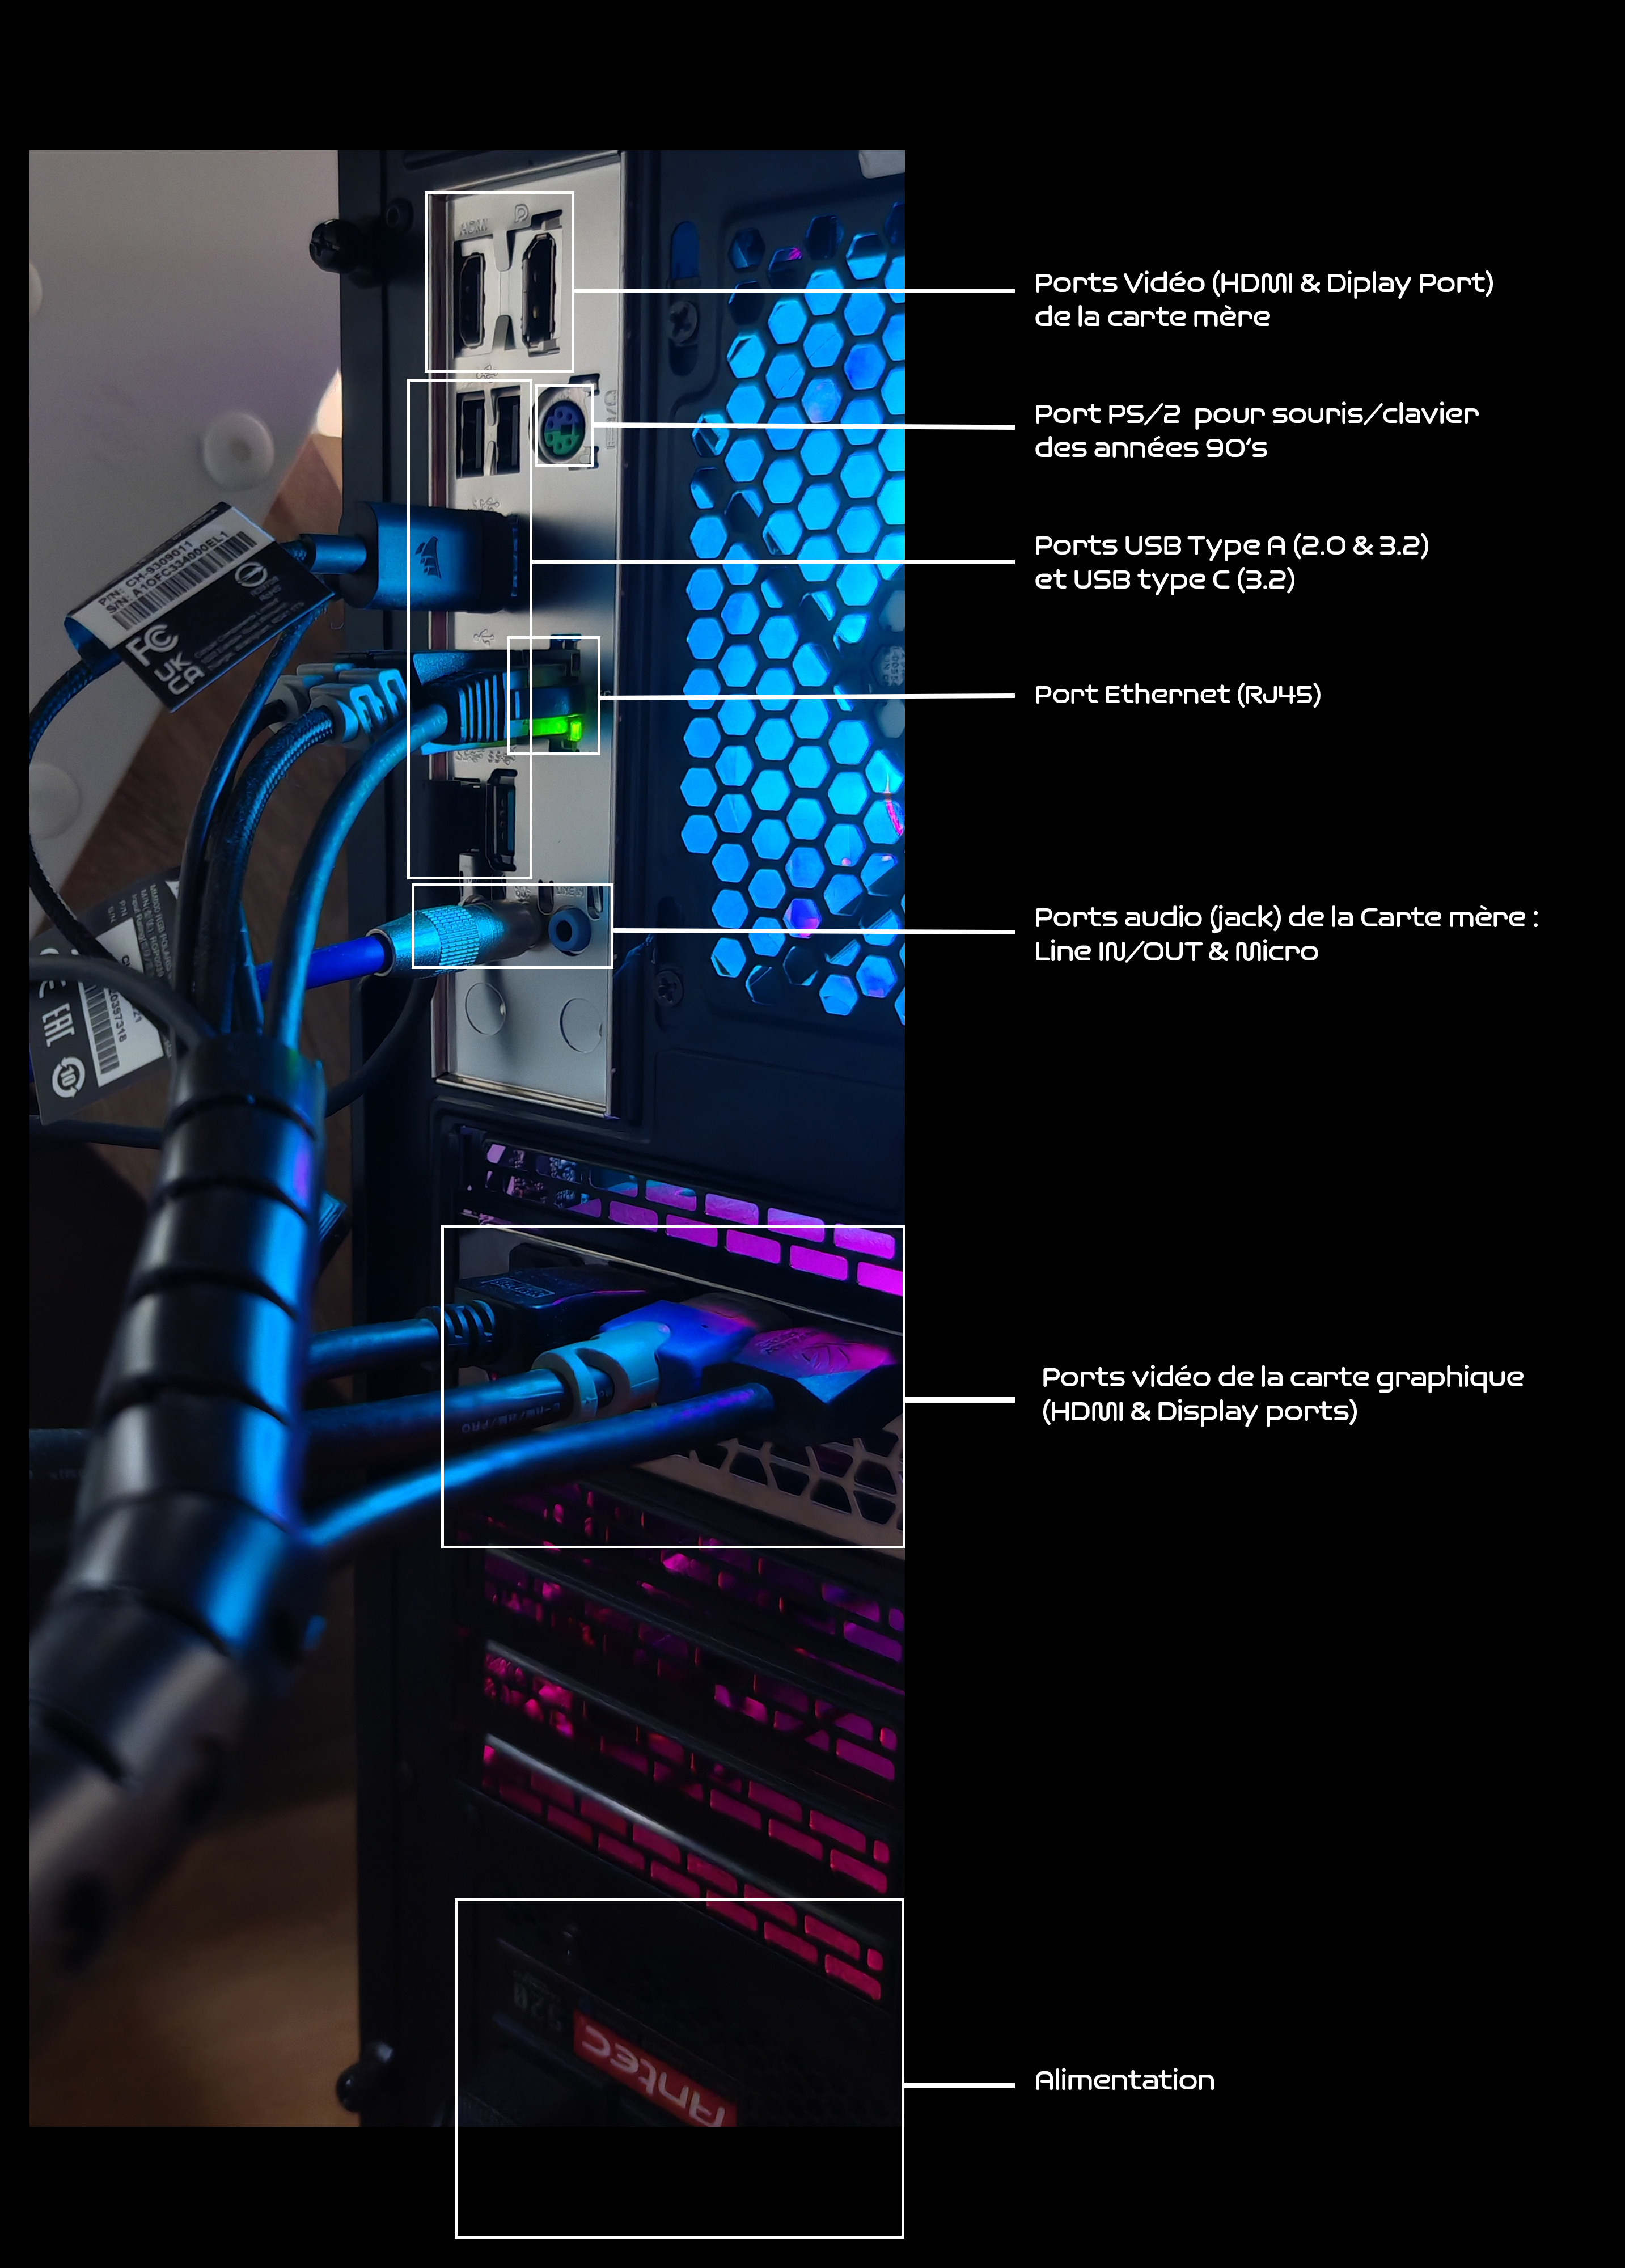 HDMI
Ports Vidéo (HDMI & Diplay Port)
de la carte mère
Port PS/2 pour souris/clavier
des années 90's
Ports USB Type A (2.0 & 3.2)
et USB type C (3.2)
P/N: CH-9309011
S/N: A10FC334000EL1
FC
UK
CA
Port Ethernet (RJ45)
Ports audio (jack) de la Carte mère :
Line IN/OUT & Micro
EAC
10
Ports vidéo de la carte graphique
(HDMI & Display ports)
Antec
Alimentation